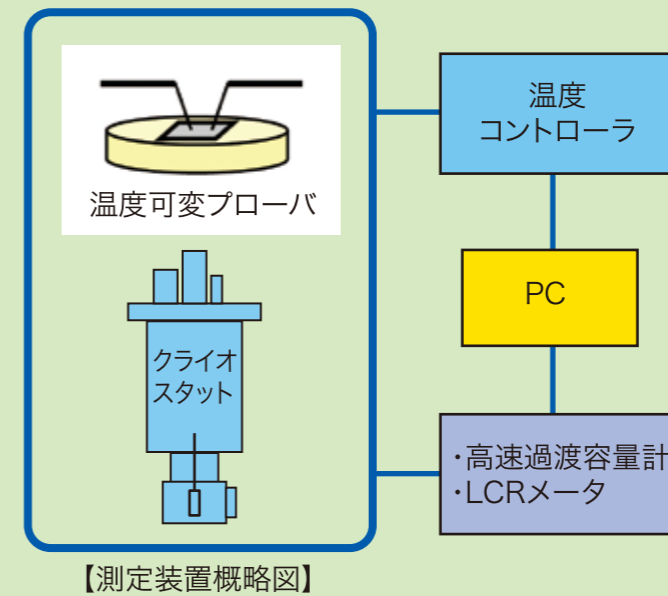 温度可変プローバ
クライオ
スタット
温度
コントローラ
PC
・高速過渡容量計
・LCRメータ
【測定装置概略図】